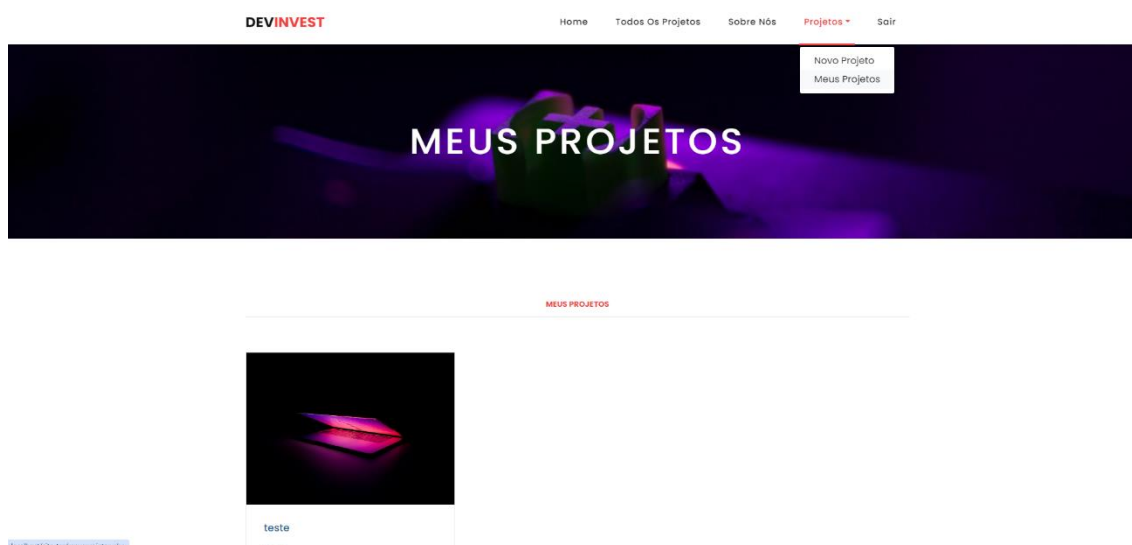 DEVINVEST
Home Todos Os Projetos Sobre Nós Projetos Sair
Novo Projeto
Meus Projetos
MEUS PROJETOS
MEUS PROJETOS
teste